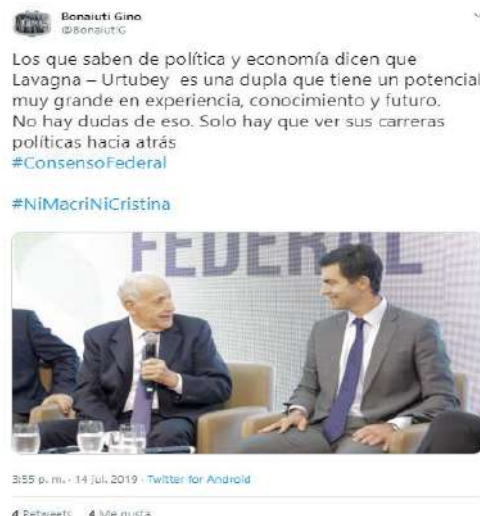 Bonaiuti Gino
@BonaiutiG
Los que saben de política y economía dicen que
Lavagna – Urtubey es una dupla que tiene un potencial
muy grande en experiencia, conocimiento y futuro.
No hay dudas de eso. Solo hay que ver sus carreras
políticas hacia atrás
#ConsensoFederal
#NiMacriNiCristina
FEDERAL
3:55 p. m. · 14 jul. 2019 · Twitter for Android
4 Retweets 4 Me gusta